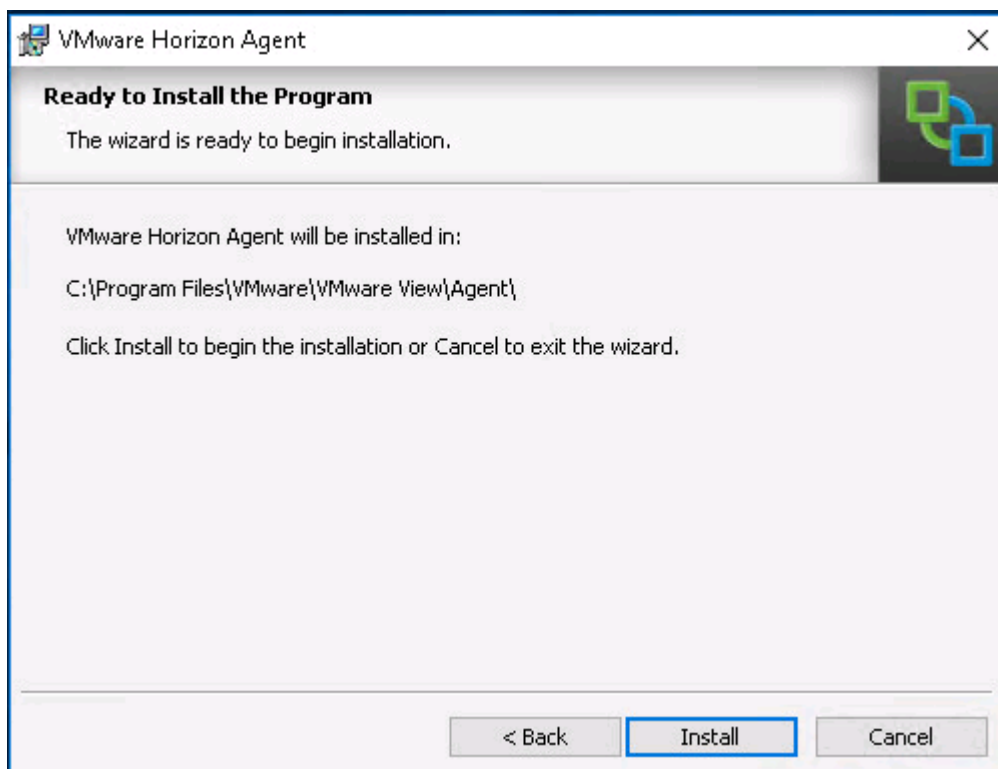 VMware Horizon Agent
Ready to Install the Program
The wizard is ready to begin installation.
VMware Horizon Agent will be installed in:
C:\Program Files\VMware\VMware View\Agent\
Click Install to begin the installation or Cancel to exit the wizard.
< Back
Install
Cancel